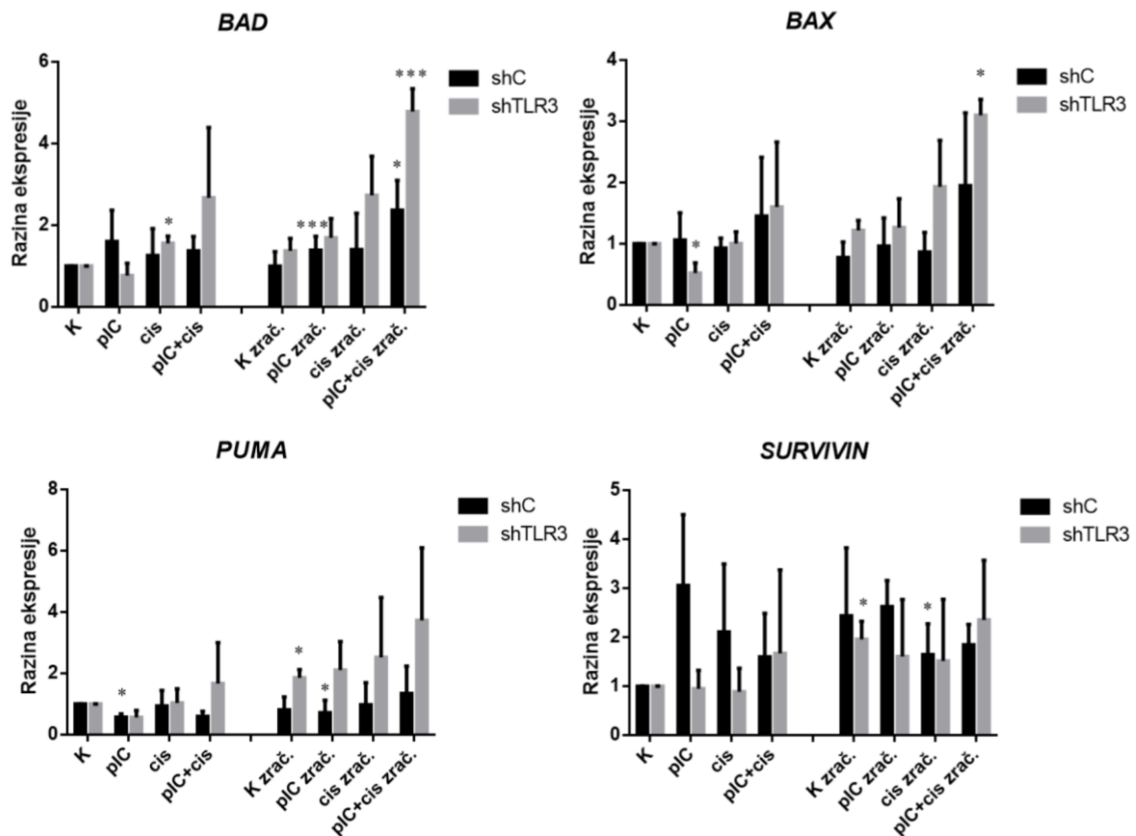 BAD
6
4
2
0
Razina ekspresije
* * *
*
* * *
*
shC
shTLR3
K
pIC
cis
pIC+cis
K zrač.
pIC zrač.
cis zrač.
pIC+cis zrač.
BAX
4
3
2
1
0
Razina ekspresije
*
*
shC
shTLR3
K
pIC
cis
pIC+cis
K zrač.
pIC zrač.
cis zrač.
pIC+cis zrač.
PUMA
8
6
4
2
0
Razina ekspresije
*
*
*
shC
shTLR3
K
pIC
cis
pIC+cis
K zrač.
pIC zrač.
cis zrač.
pIC+cis zrač.
SURVIVIN
5
4
3
2
1
0
Razina ekspresije
*
*
shC
shTLR3
K
pIC
cis
pIC+cis
K zrač.
pIC zrač.
cis zrač.
pIC+cis zrač.